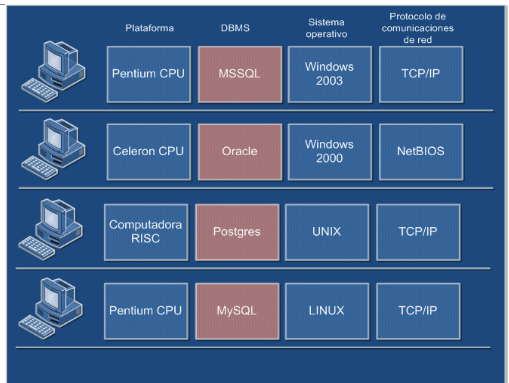 Plataforma
DBMS
Sistema
operativo
Protocolo de
comunicaciones
de red
Pentium CPU
MSSQL
Windows
2003
TCP/IP
Celeron CPU
Oracle
Windows
2000
NetBIOS
Computadora
RISC
Postgres
UNIX
TCP/IP
Pentium CPU
MySQL
LINUX
TCP/IP